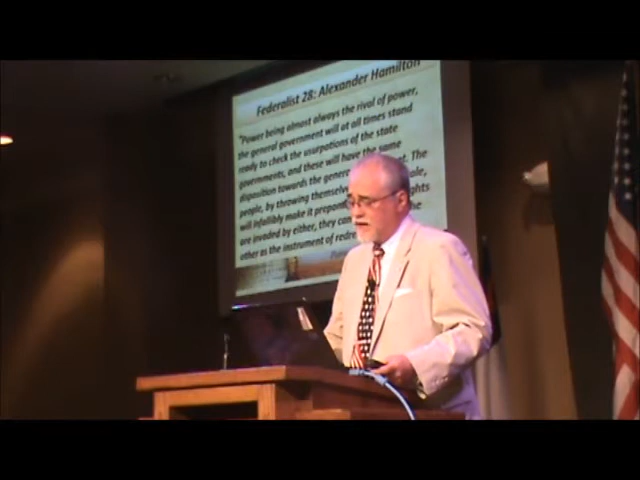 Federalist 28: Alexander Hamilton
"Power being almost always the rival of power,
the general government will at all times stand
ready to check the usurpations of the state
governments, and these will have the same
disposition towards the general The
people, by throwing themselves
will infallibly make it rights
are invaded by either, they can the
other as the instrument of